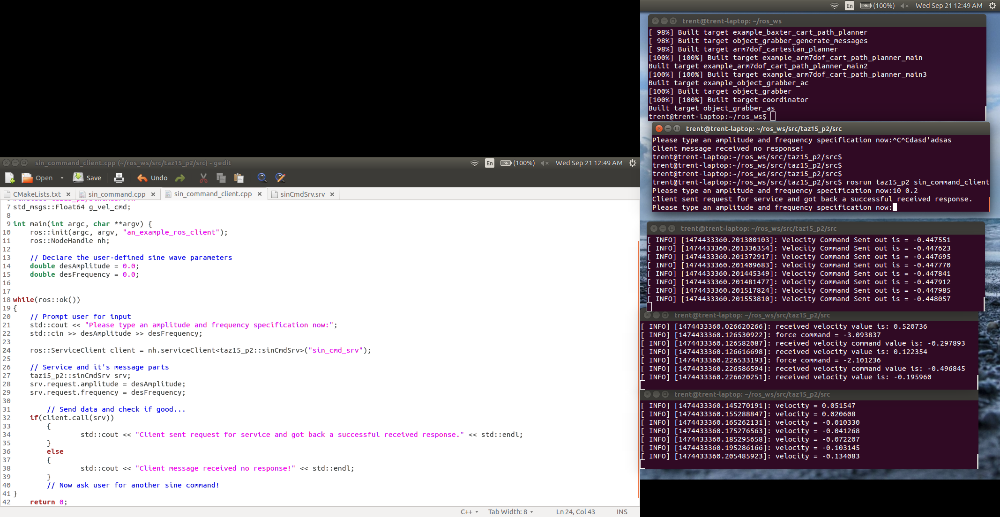 En (100%) Wed Sep 21 12:49 AM
trent@trent-laptop: ~/ros_ws
[ 98%] Built target example_baxter_cart_path_planner
[ 98%] Built target object_grabber_generate_messages
[ 98%] Built target arm7dof_cartesian_planner
[100%] [100%] Built target example_arm7dof_cart_path_planner_main
Built target example_arm7dof_cart_path_planner_main2
[100%] [100%] Built target example_arm7dof_cart_path_planner_main3
Built target example_object_grabber_ac
[100%] Built target object_grabber
[100%] [100%] Built target coordinator
Built target object_grabber_as
trent@trent-laptop:~/ros_ws$
trent@trent-laptop: ~/ros_ws/src/taz15_p2/src
Please type an amplitude and frequency specification now:^C^Cdasd'adsas
Client message received no response!
trent@trent-laptop:~/ros_ws/src/taz15_p2/src$
trent@trent-laptop:~/ros_ws/src/taz15_p2/src$
trent@trent-laptop:~/ros_ws/src/taz15_p2/src$
trent@trent-laptop:~/ros_ws/src/taz15_p2/src$ rosrun taz15_p2 sin_command_client
Please type an amplitude and frequency specification now:10 0.2
Client sent request for service and got back a successful received response.
Please type an amplitude and frequency specification now:
trent@trent-laptop: ~/ros_ws/src/taz15_p2/src
[ INFO] [1474433360.201300103]: Velocity Command Sent out is = -0.447551
[ INFO] [1474433360.201336354]: Velocity Command Sent out is = -0.447623
[ INFO] [1474433360.201372917]: Velocity Command Sent out is = -0.447695
[ INFO] [1474433360.201409683]: Velocity Command Sent out is = -0.447770
[ INFO] [1474433360.201445349]: Velocity Command Sent out is = -0.447841
[ INFO] [1474433360.201481477]: Velocity Command Sent out is = -0.447912
[ INFO] [1474433360.201517824]: Velocity Command Sent out is = -0.447985
[ INFO] [1474433360.201553810]: Velocity Command Sent out is = -0.448057
trent@trent-laptop: ~/ros_ws/src/taz15_p2/src
[ INFO] [1474433360.026620266]: received velocity value is: 0.520736
[ INFO] [1474433360.126530922]: force command = -3.093837
[ INFO] [1474433360.126582087]: received velocity command value is: -0.297893
[ INFO] [1474433360.126616698]: received velocity value is: 0.122354
[ INFO] [1474433360.226533193]: force command = -2.101236
[ INFO] [1474433360.226586594]: received velocity command value is: -0.496845
[ INFO] [1474433360.226620251]: received velocity value is: -0.195960
trent@trent-laptop: ~/ros_ws/src/taz15_p2/src
[ INFO] [1474433360.145270191]: velocity = 0.051547
[ INFO] [1474433360.155288847]: velocity = 0.020608
[ INFO] [1474433360.165262131]: velocity = -0.010330
[ INFO] [1474433360.175276563]: velocity = -0.041268
[ INFO] [1474433360.185295658]: velocity = -0.072207
[ INFO] [1474433360.195286166]: velocity = -0.103145
[ INFO] [1474433360.205485923]: velocity = -0.134083
sin_command_client.cpp (~/ros_ws/src/taz15_p2/src) - gedit
En (100%) Wed Sep 21 12:49 AM
Open Save Undo
CMakeLists.txt sin_command.cpp sin_command_client.cpp sinCmdSrv.srv
7 std_msgs::Float64 g_vel_cmd;
8
9 int main(int argc, char **argv) {
10 ros::init(argc, argv, "an_example_ros_client");
11 ros::NodeHandle nh;
12
13 // Declare the user-defined sine wave parameters
14 double desAmplitude = 0.0;
15 double desFrequency = 0.0;
16
17
18 while(ros::ok())
19 {
20 // Prompt user for input
21 std::cout << "Please type an amplitude and frequency specification now:";
22 std::cin >> desAmplitude >> desFrequency;
23
24 ros::ServiceClient client = nh.serviceClient<taz15_p2::sinCmdSrv>("sin_cmd_srv");
25
26 // Service and it's message parts
27 taz15_p2::sinCmdSrv srv;
28 srv.request.amplitude = desAmplitude;
29 srv.request.frequency = desFrequency;
30
31 // Send data and check if good...
32 if(client.call(srv))
33 {
34 std::cout << "Client sent request for service and got back a successful received response." << std::endl;
35 }
36 else
37 {
38 std::cout << "Client message received no response!" << std::endl;
39 }
40 // Now ask user for another sine command!
41 }
42 return 0;
C++ Tab Width: 8 Ln 24, Col 43 INS